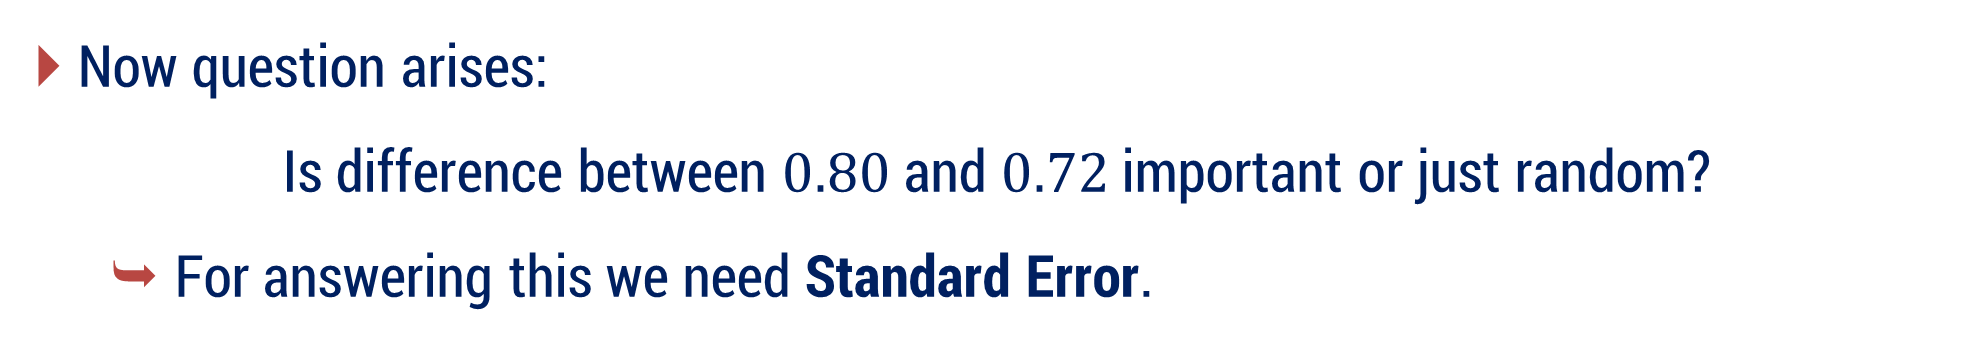 Now question arises:
Is difference between 0.80 and 0.72 important or just random?
For answering this we need Standard Error.